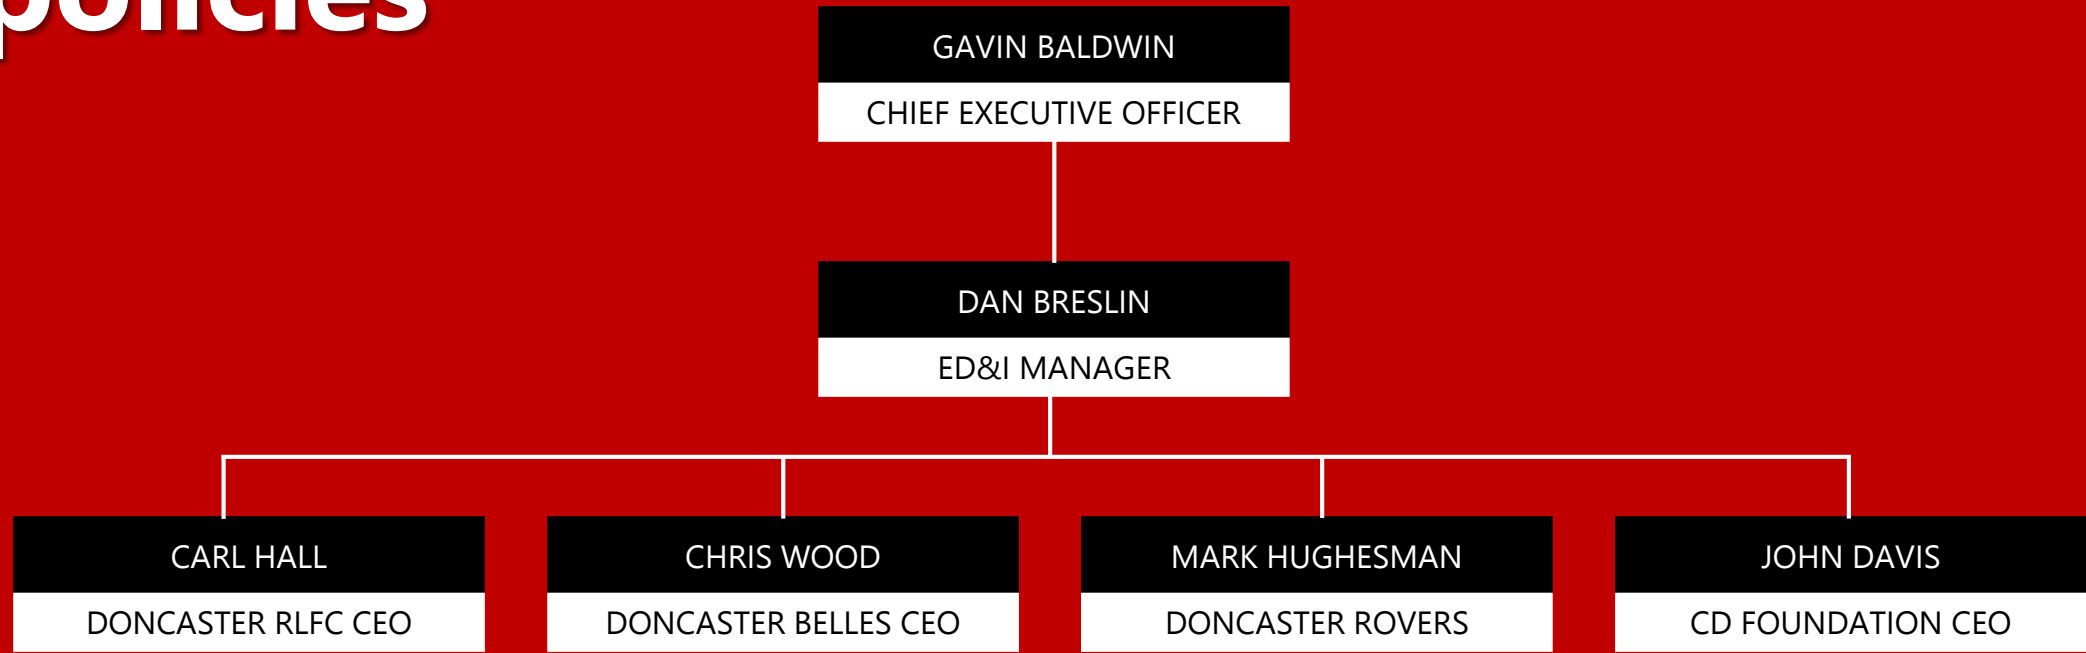 policies
GAVIN BALDWIN
CHIEF EXECUTIVE OFFICER
DAN BRESLIN
ED&I MANAGER
CARL HALL
DONCASTER RLFC CEO
CHRIS WOOD
DONCASTER BELLES CEO
MARK HUGHESMAN
DONCASTER ROVERS
JOHN DAVIS
CD FOUNDATION CEO